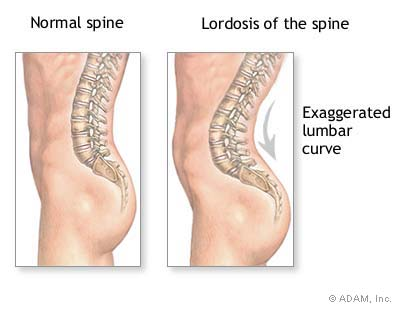 Normal spine
Lordosis of the spine
Exaggerated
lumbar
curve
© ADAM, Inc.